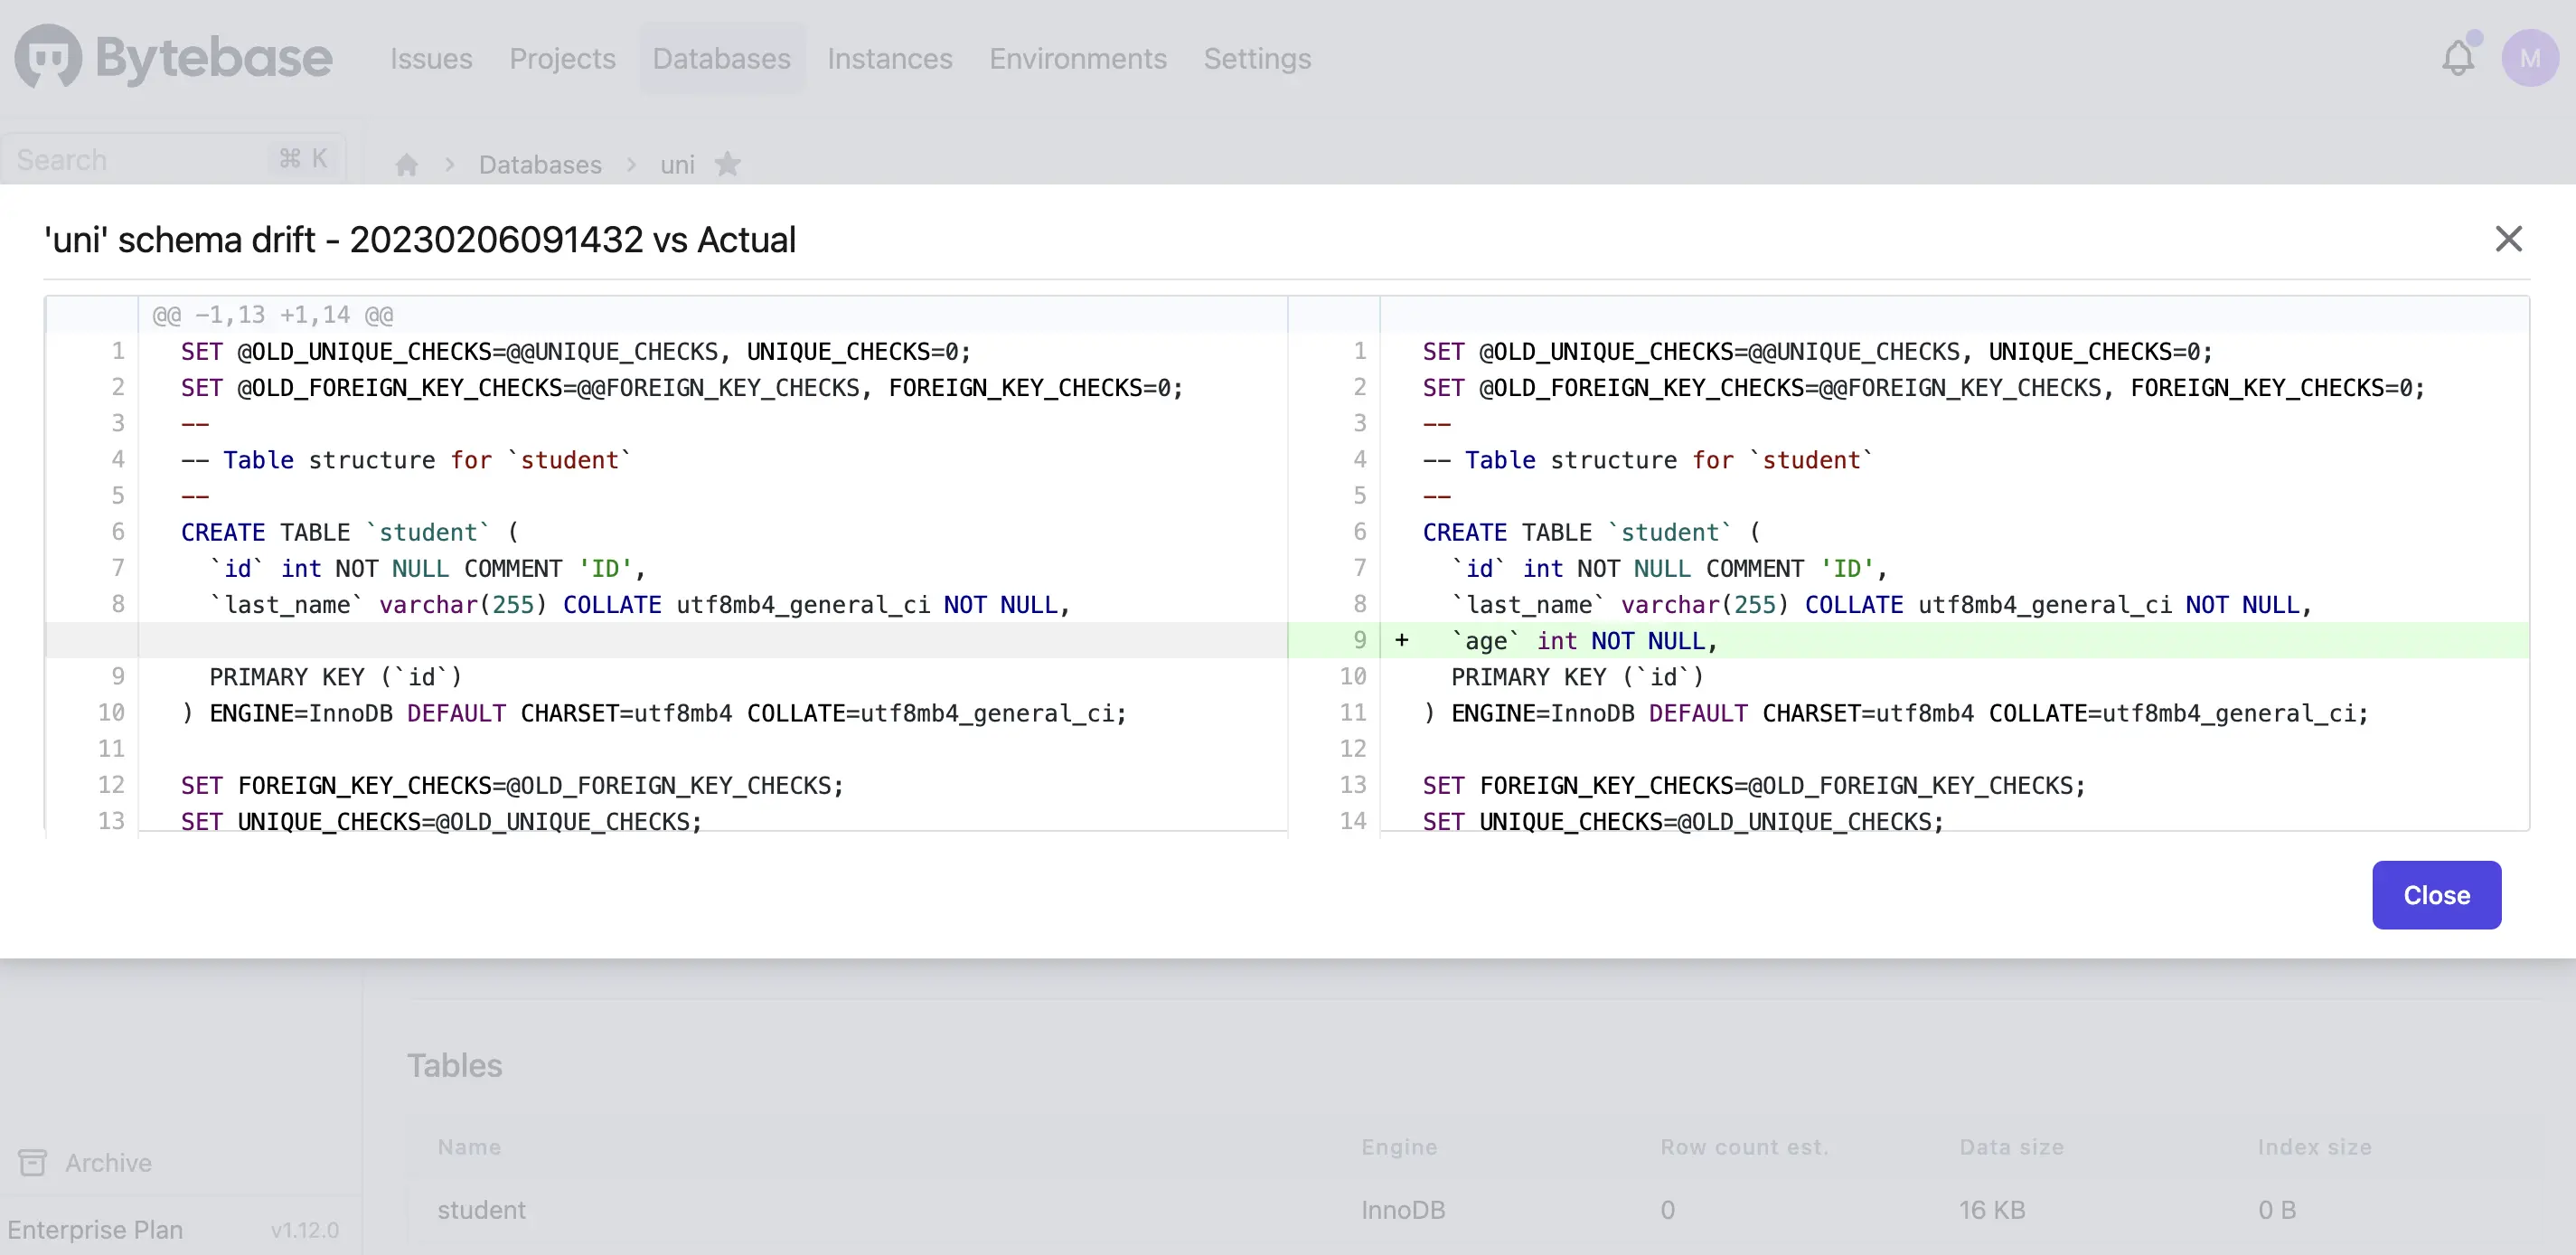 Bytebase Issues Projects Databases Instances Environments Settings M
Search ⌘ K Databases uni
'uni' schema drift - 20230206091432 vs Actual
@@ -1,13 +1,14 @@
1 SET @OLD_UNIQUE_CHECKS=@@UNIQUE_CHECKS, UNIQUE_CHECKS=0;
2 SET @OLD_FOREIGN_KEY_CHECKS=@@FOREIGN_KEY_CHECKS, FOREIGN_KEY_CHECKS=0;
3 --
4 -- Table structure for `student`
5 --
6 CREATE TABLE `student` (
7 `id` int NOT NULL COMMENT 'ID',
8 `last_name` varchar(255) COLLATE utf8mb4_general_ci NOT NULL,
9 PRIMARY KEY (`id`)
10 ) ENGINE=InnoDB DEFAULT CHARSET=utf8mb4 COLLATE=utf8mb4_general_ci;
11
12 SET FOREIGN_KEY_CHECKS=@OLD_FOREIGN_KEY_CHECKS;
13 SET UNIQUE_CHECKS=@OLD_UNIQUE_CHECKS;
1 SET @OLD_UNIQUE_CHECKS=@@UNIQUE_CHECKS, UNIQUE_CHECKS=0;
2 SET @OLD_FOREIGN_KEY_CHECKS=@@FOREIGN_KEY_CHECKS, FOREIGN_KEY_CHECKS=0;
3 --
4 -- Table structure for `student`
5 --
6 CREATE TABLE `student` (
7 `id` int NOT NULL COMMENT 'ID',
8 `last_name` varchar(255) COLLATE utf8mb4_general_ci NOT NULL,
9 + `age` int NOT NULL,
10 PRIMARY KEY (`id`)
11 ) ENGINE=InnoDB DEFAULT CHARSET=utf8mb4 COLLATE=utf8mb4_general_ci;
12
13 SET FOREIGN_KEY_CHECKS=@OLD_FOREIGN_KEY_CHECKS;
14 SET UNIQUE_CHECKS=@OLD_UNIQUE_CHECKS;
Close
Tables
Name Engine Row count est. Data size Index size
student InnoDB 0 16 KB 0 B
Archive
Enterprise Plan v1.12.0